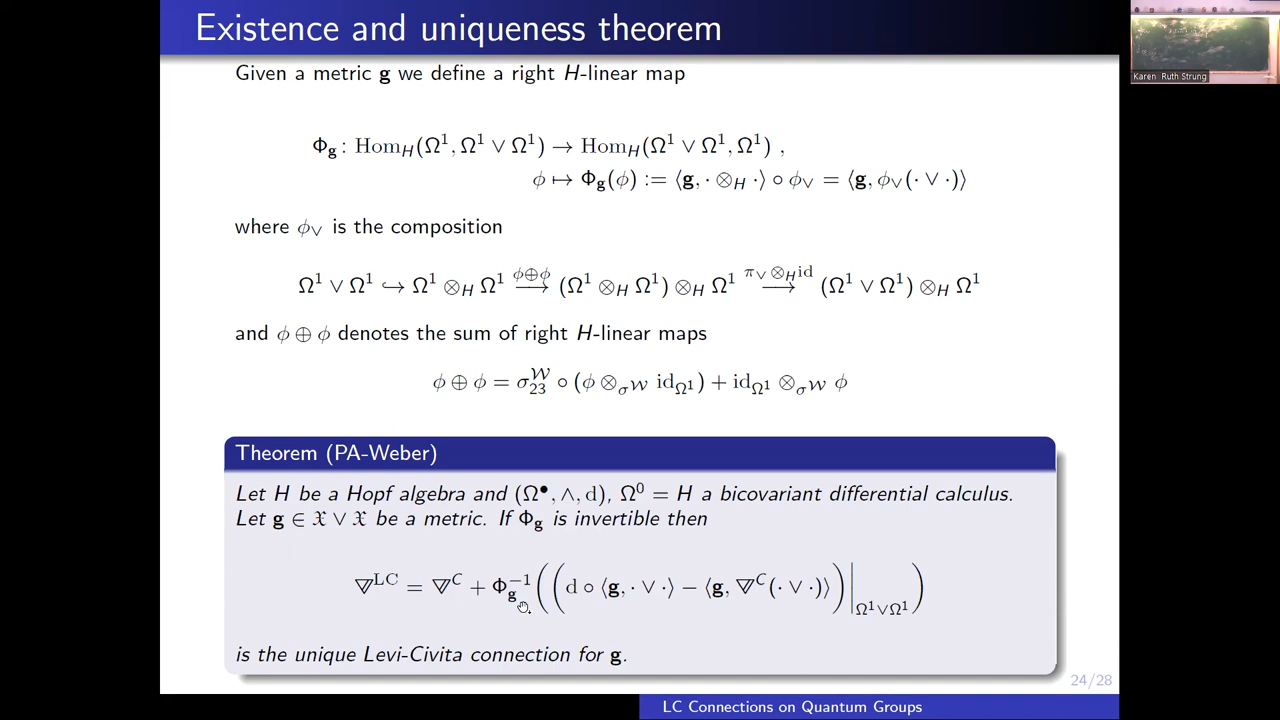 Existence and uniqueness theorem
Karen Ruth Strung
Given a metric g we define a right H-linear map
Φ_g : Hom_H(Ω¹, Ω¹ ∨ Ω¹) → Hom_H(Ω¹ ∨ Ω¹, Ω¹) ,
ϕ ↦ Φ_g(ϕ) := ⟨g, · ⊗_H ·⟩ ∘ ϕ_∨ = ⟨g, ϕ_∨(· ∨ ·)⟩
where ϕ_∨ is the composition
Ω¹ ∨ Ω¹ ↪ Ω¹ ⊗_H Ω¹ \overset{ϕ⊕ϕ}{⟶} (Ω¹ ⊗_H Ω¹) ⊗_H Ω¹ \overset{π_∨ ⊗_H id}{⟶} (Ω¹ ∨ Ω¹) ⊗_H Ω¹
and ϕ ⊕ ϕ denotes the sum of right H-linear maps
ϕ ⊕ ϕ = σ^𝒲_{23} ∘ (ϕ ⊗_{σ^𝒲} id_{Ω¹}) + id_{Ω¹} ⊗_{σ^𝒲} ϕ
Theorem (PA-Weber)
Let H be a Hopf algebra and (Ω^•, ∧, d), Ω⁰ = H a bicovariant differential calculus.
Let g ∈ 𝔛 ∨ 𝔛 be a metric. If Φ_g is invertible then
⩔^{LC} = ⩔^C + Φ_g^{−1}((d ∘ ⟨g, · ∨ ·⟩ − ⟨g, ⩔^C(· ∨ ·)⟩)|_{Ω¹∨Ω¹})
is the unique Levi-Civita connection for g.
24/28
LC Connections on Quantum Groups